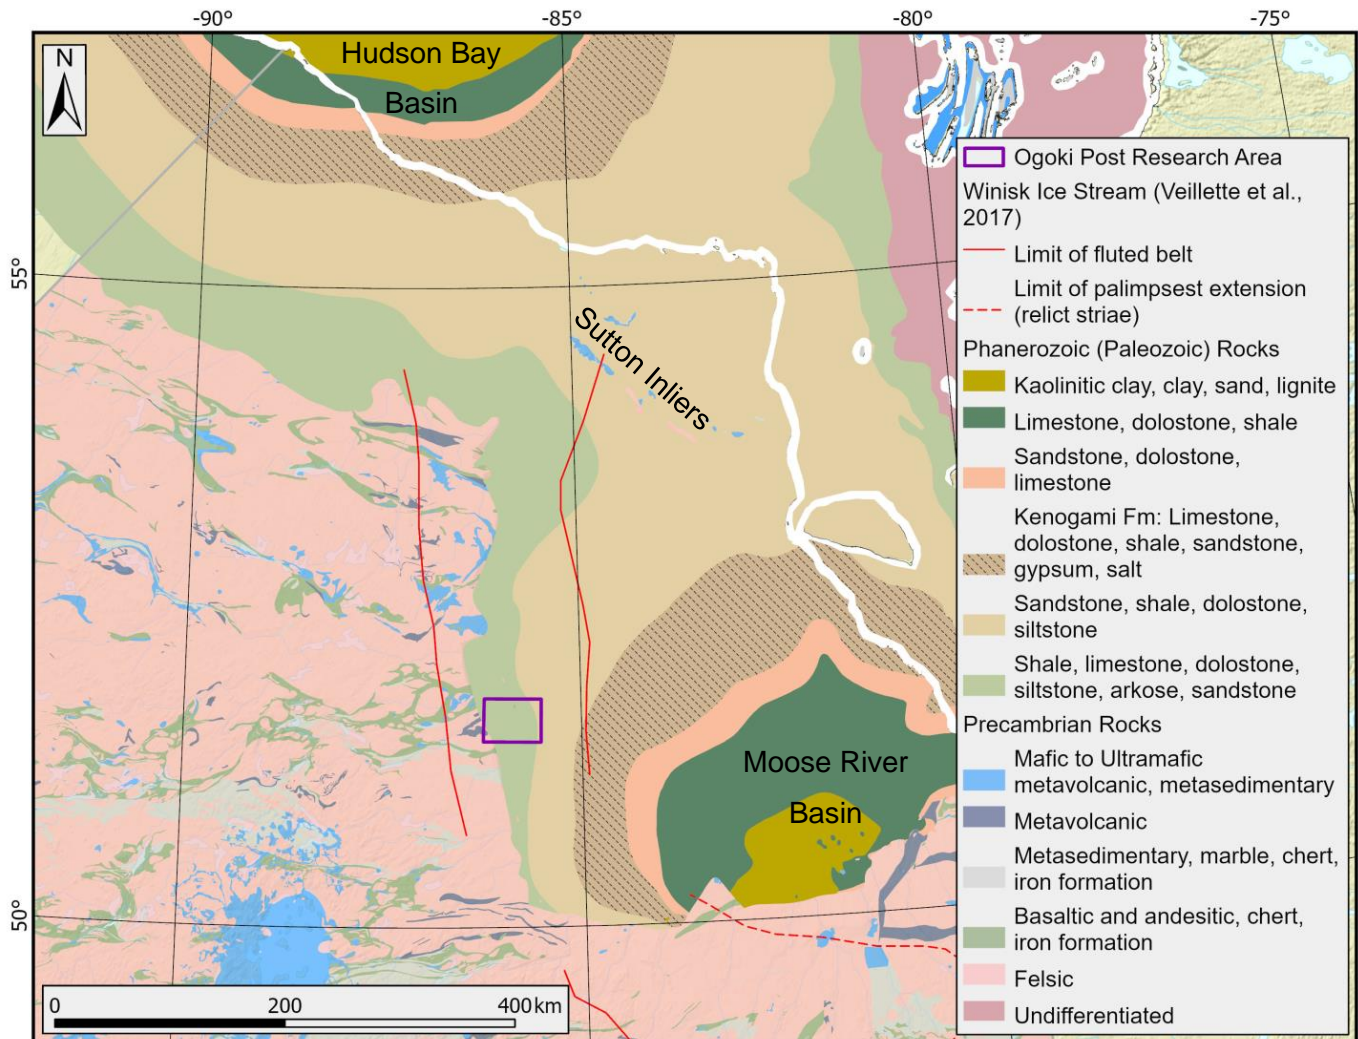 -90°
-85°
-80°
-75°
N
Hudson Bay
Basin
Ogoki Post Research Area
Winisk Ice Stream (Veillette et al.,
2017)
Limit of fluted belt
Limit of palimpsest extension
(relict striae)
Phanerozoic (Paleozoic) Rocks
Kaolinitic clay, clay, sand, lignite
Limestone, dolostone, shale
Sandstone, dolostone,
limestone
Kenogami Fm: Limestone,
dolostone, shale, sandstone,
gypsum, salt
Sandstone, shale, dolostone,
siltstone
Shale, limestone, dolostone,
siltstone, arkose, sandstone
Precambrian Rocks
Mafic to Ultramafic
metavolcanic, metasedimentary
Metavolcanic
Metasedimentary, marble, chert,
iron formation
Basaltic and andesitic, chert,
iron formation
Felsic
Undifferentiated
55°
Sutton Inliers
Moose River
Basin
50°
0
200
400km